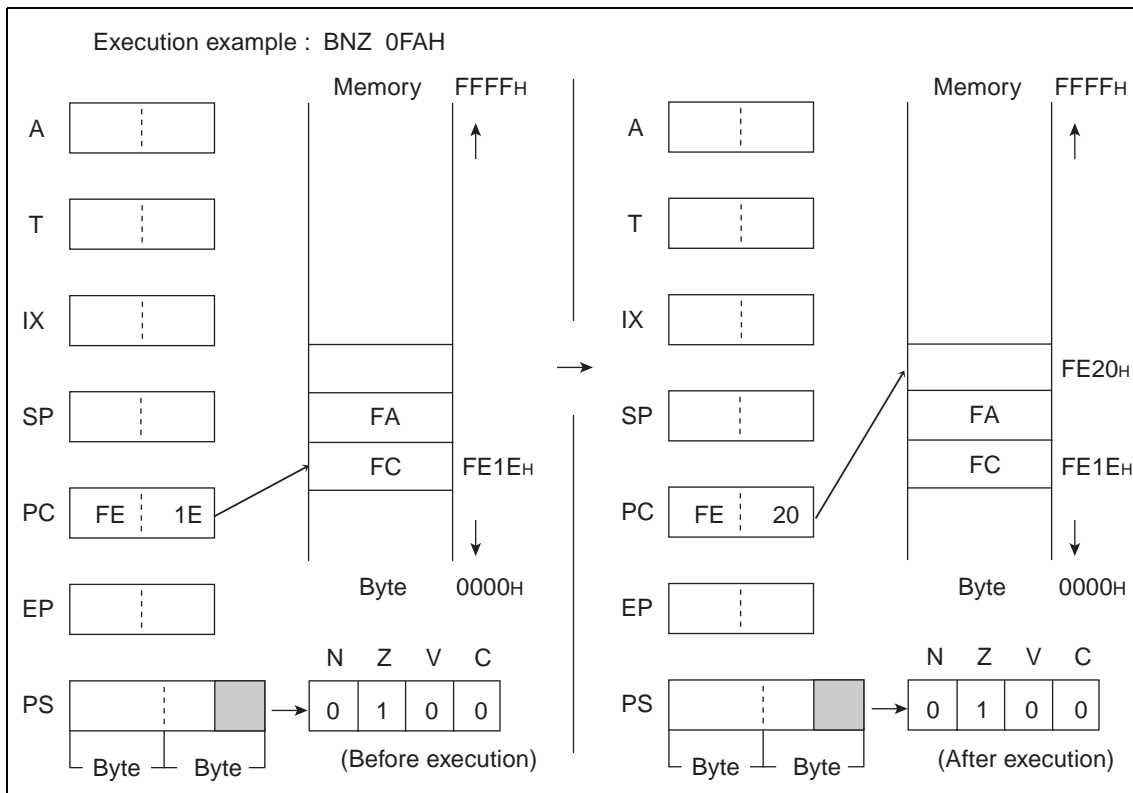 Execution example : BNZ 0FAH
Memory FFFFH
A
T
IX
SP
FA
FC FE1EH
PC FE 1E
Byte 0000H
EP
N Z V C
PS 0 1 0 0
Byte Byte (Before execution)
Memory FFFFH
A
T
IX
FE20H
SP
FA
FC FE1EH
PC FE 20
Byte 0000H
EP
N Z V C
PS 0 1 0 0
Byte Byte (After execution)